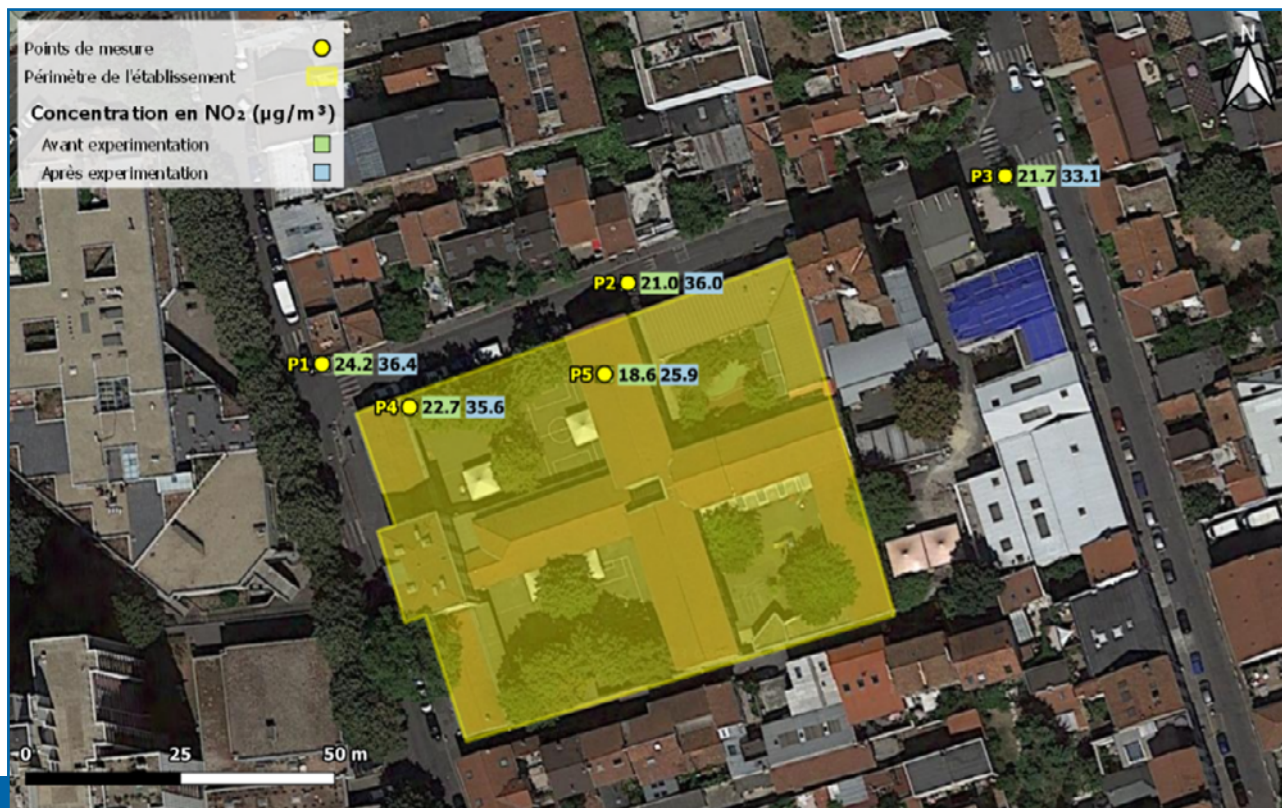 Points de mesure
Périmètre de l'établissement
Concentration en NO₂ (µg/m³)
Avant experimentation
Après experimentation
N
P3 21.7 33.1
P2 21.0 36.0
P1 24.2 36.4
P5 18.6 25.9
P4 22.7 35.6
0 25 50 m